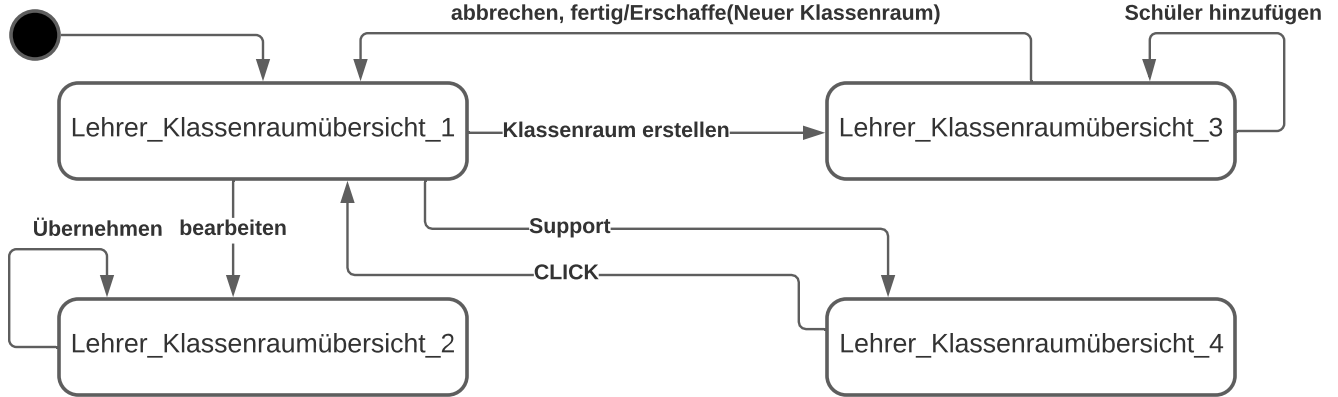 abbrechen, fertig/Erschaffe(Neuer Klassenraum)
Schüler hinzufügen
Lehrer_Klassenraumübersicht_1
Klassenraum erstellen
Lehrer_Klassenraumübersicht_3
Übernehmen
bearbeiten
Support
CLICK
Lehrer_Klassenraumübersicht_2
Lehrer_Klassenraumübersicht_4